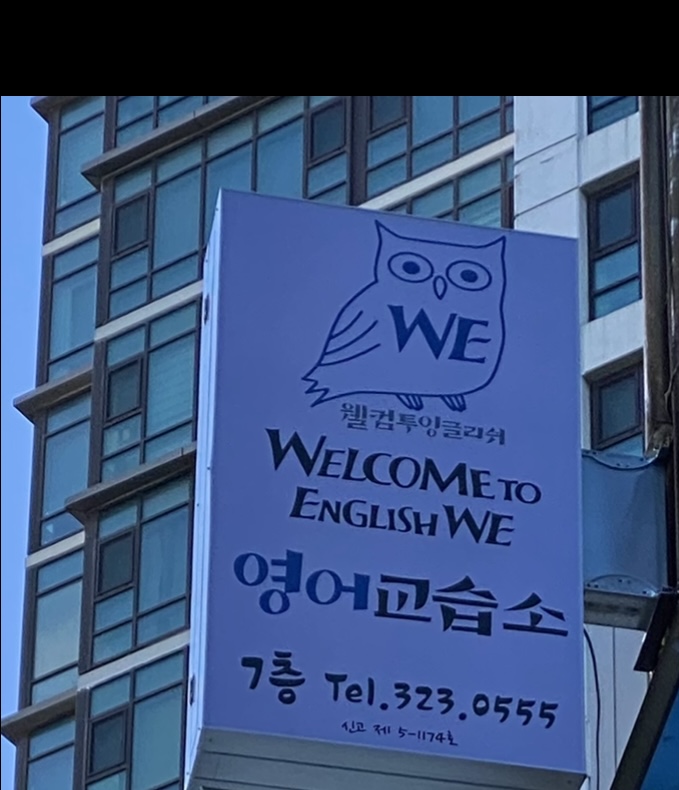 WE
웰컴투잉글리쉬
WELCOME TO
ENGLISH WE
영어교습소
7층 Tel.323.0555
신고 제 5-1174호